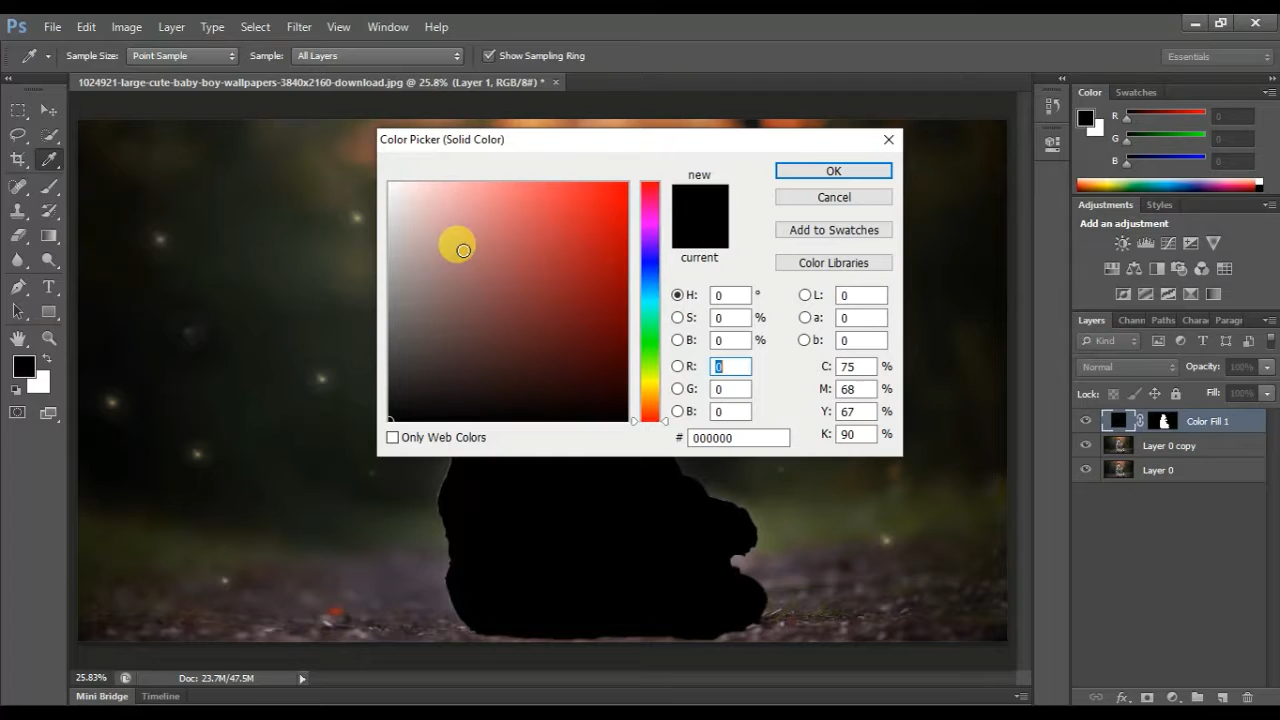 Ps File Edit Image Layer Type Select Filter View Window Help
Sample Size: Point Sample Sample: All Layers Show Sampling Ring Essentials
1024921-large-cute-baby-boy-wallpapers-3840x2160-download.jpg @ 25.8% (Layer 1, RGB/8#) * ×
Color Swatches
R 0
G 0
B 0
Adjustments Styles
Add an adjustment
Layers Chann Paths Chara Paragr
Kind
Normal Opacity: 100%
Lock: Fill: 100%
Color Fill 1
Layer 0 copy
Layer 0
Color Picker (Solid Color)
new
current
OK
Cancel
Add to Swatches
Color Libraries
H: 0 ° L: 0
S: 0 % a: 0
B: 0 % b: 0
R: 0 C: 75 %
G: 0 M: 68 %
B: 0 Y: 67 %
# 000000 K: 90 %
Only Web Colors
25.83% Doc: 23.7M/47.5M
Mini Bridge Timeline